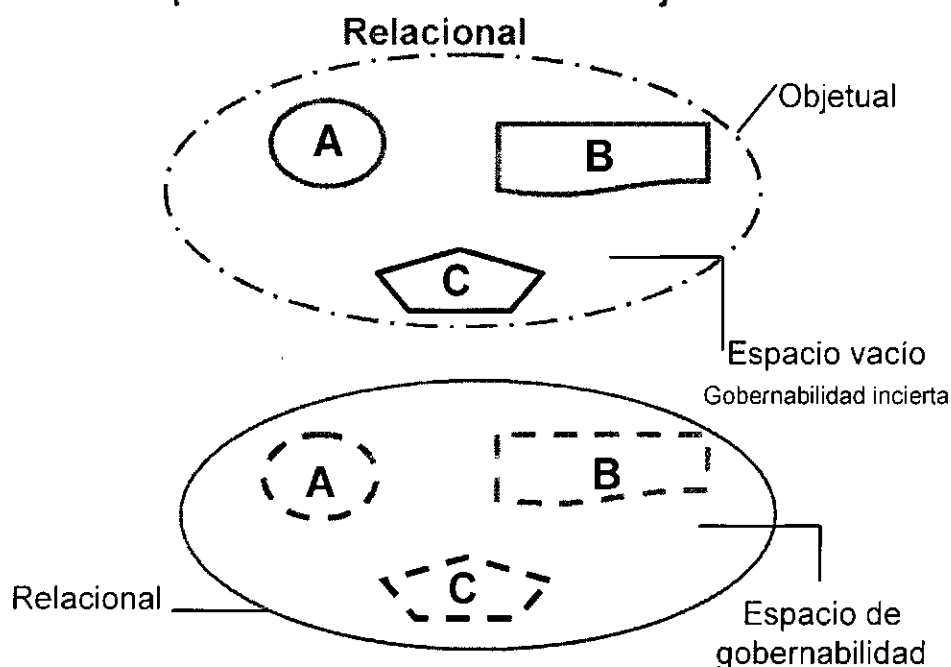 Relacional
Objetual
A
B
C
Espacio vacío
Gobernabilidad incierta
A
B
C
Relacional
Espacio de
gobernabilidad